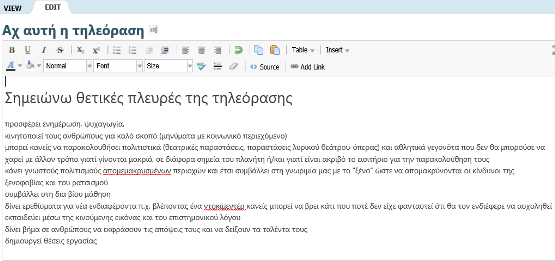 VIEW EDIT
Αχ αυτή η τηλεόραση
B I U S X₂ X² Table Insert
A Normal Font Size Source Add Link
Σημειώνω θετικές πλευρές της τηλεόρασης
προσφέρει ενημέρωση, ψυχαγωγία,
κινητοποιεί τους ανθρώπους για καλό σκοπό (μηνύματα με κοινωνικό περιεχόμενο)
μπορεί κανείς να παρακολουθήσει πολιτιστικά (θεατρικές παραστάσεις, παραστάσεις λυρικού θεάτρου-όπερας) και αθλητικά γεγονότα που δεν θα μπορούσε να
χαρεί με άλλον τρόπο γιατί γίνονται μακριά, σε διάφορα σημεία του πλανήτη ή/και γιατί είναι ακριβό το εισιτήριο για την παρακολούθηση τους
κάνει γνωστούς πολιτισμούς απομεμακρυσμένων περιοχών και έτσι συμβάλλει στη γνωριμία μας με το "ξένο" ώστε να απομακρύνονται οι κίνδυνοι της
ξενοφοβίας και του ρατσισμού
συμβάλλει στη δια βίου μάθηση
δίνει ερεθίσματα για νέα ενδιαφέροντα π.χ. βλέποντας ένα ντοκιμεντέρ κανείς μπορεί να βρει κάτι που ποτέ δεν είχε φανταστεί ότι θα τον ενδιέφερε να ασχοληθεί
εκπαιδεύει μέσω της κινούμενης εικόνας και του επιστημονικού λόγου
δίνει βήμα σε ανθρώπους να εκφράσουν τις απόψεις τους και να δείξουν τα ταλέντα τους
δημιουργεί θέσεις εργασίας